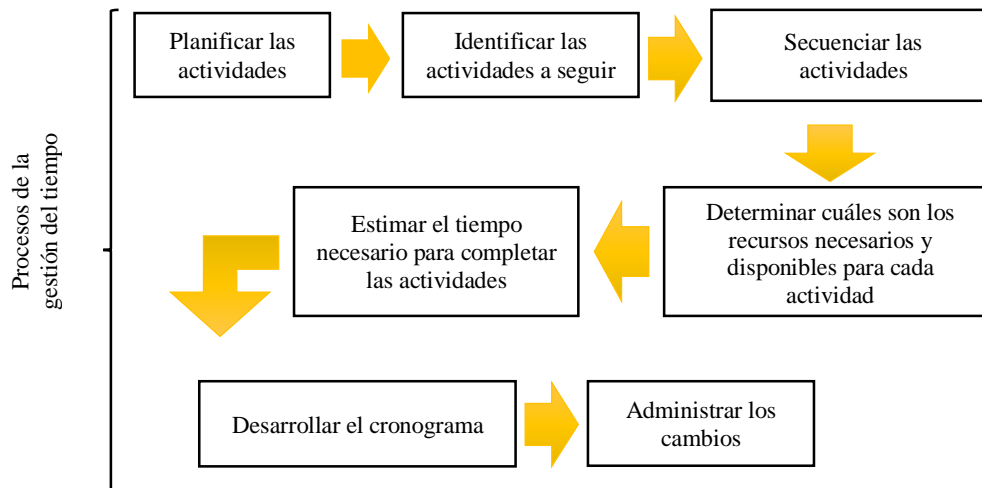 Procesos de la
gestión del tiempo
Planificar las
actividades
Identificar las
actividades a seguir
Secuenciar las
actividades
Determinar cuáles son los
recursos necesarios y
disponibles para cada
actividad
Estimar el tiempo
necesario para completar
las actividades
Desarrollar el cronograma
Administrar los
cambios